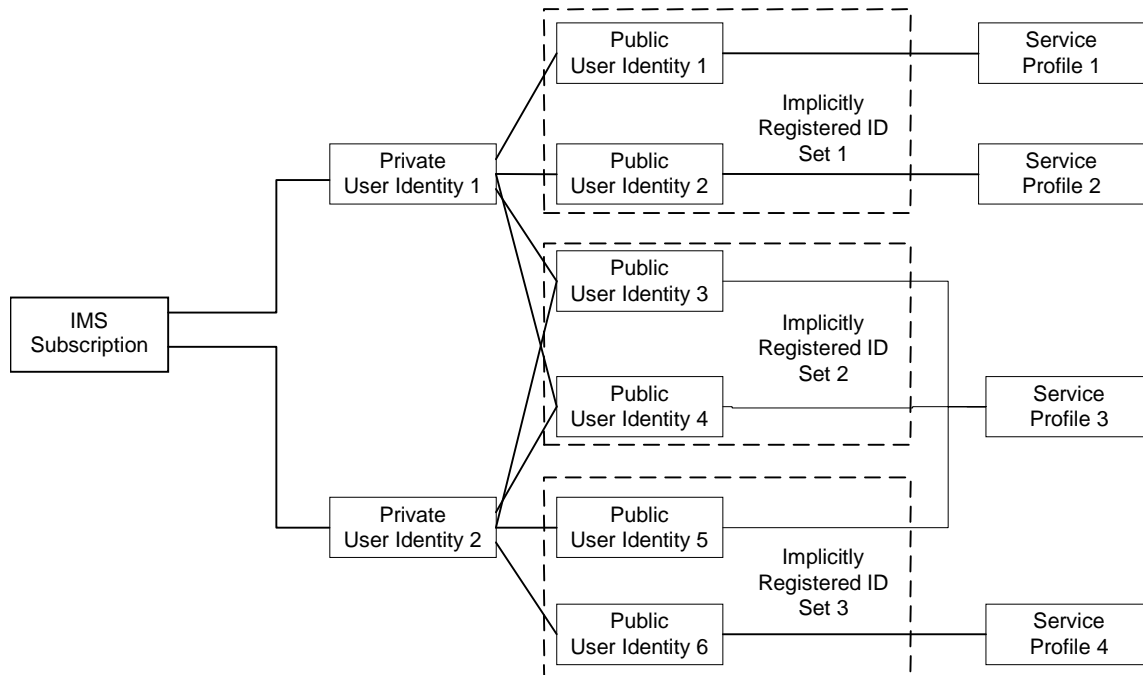 Public
User Identity 1
Service
Profile 1
Implicitly
Registered ID
Set 1
Private
User Identity 1
Public
User Identity 2
Service
Profile 2
Public
User Identity 3
IMS
Subscription
Implicitly
Registered ID
Set 2
Public
User Identity 4
Service
Profile 3
Private
User Identity 2
Public
User Identity 5
Implicitly
Registered ID
Set 3
Public
User Identity 6
Service
Profile 4